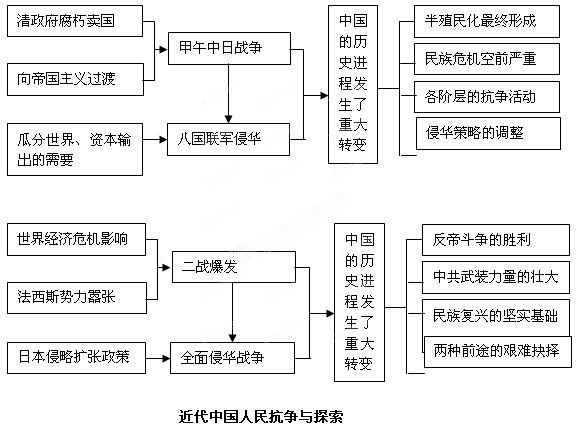 清政府腐朽卖国
向帝国主义过渡
瓜分世界、资本输
出的需要
甲午中日战争
八国联军侵华
中国
的历
史进
程发
生了
重大
转变
半殖民化最终形成
民族危机空前严重
各阶层的抗争活动
侵华策略的调整
世界经济危机影响
法西斯势力嚣张
日本侵略扩张政策
二战爆发
全面侵华战争
中国
的历
史进
程发
生了
重大
转变
反帝斗争的胜利
中共武装力量的壮大
民族复兴的坚实基础
两种前途的艰难抉择
近代中国人民抗争与探索